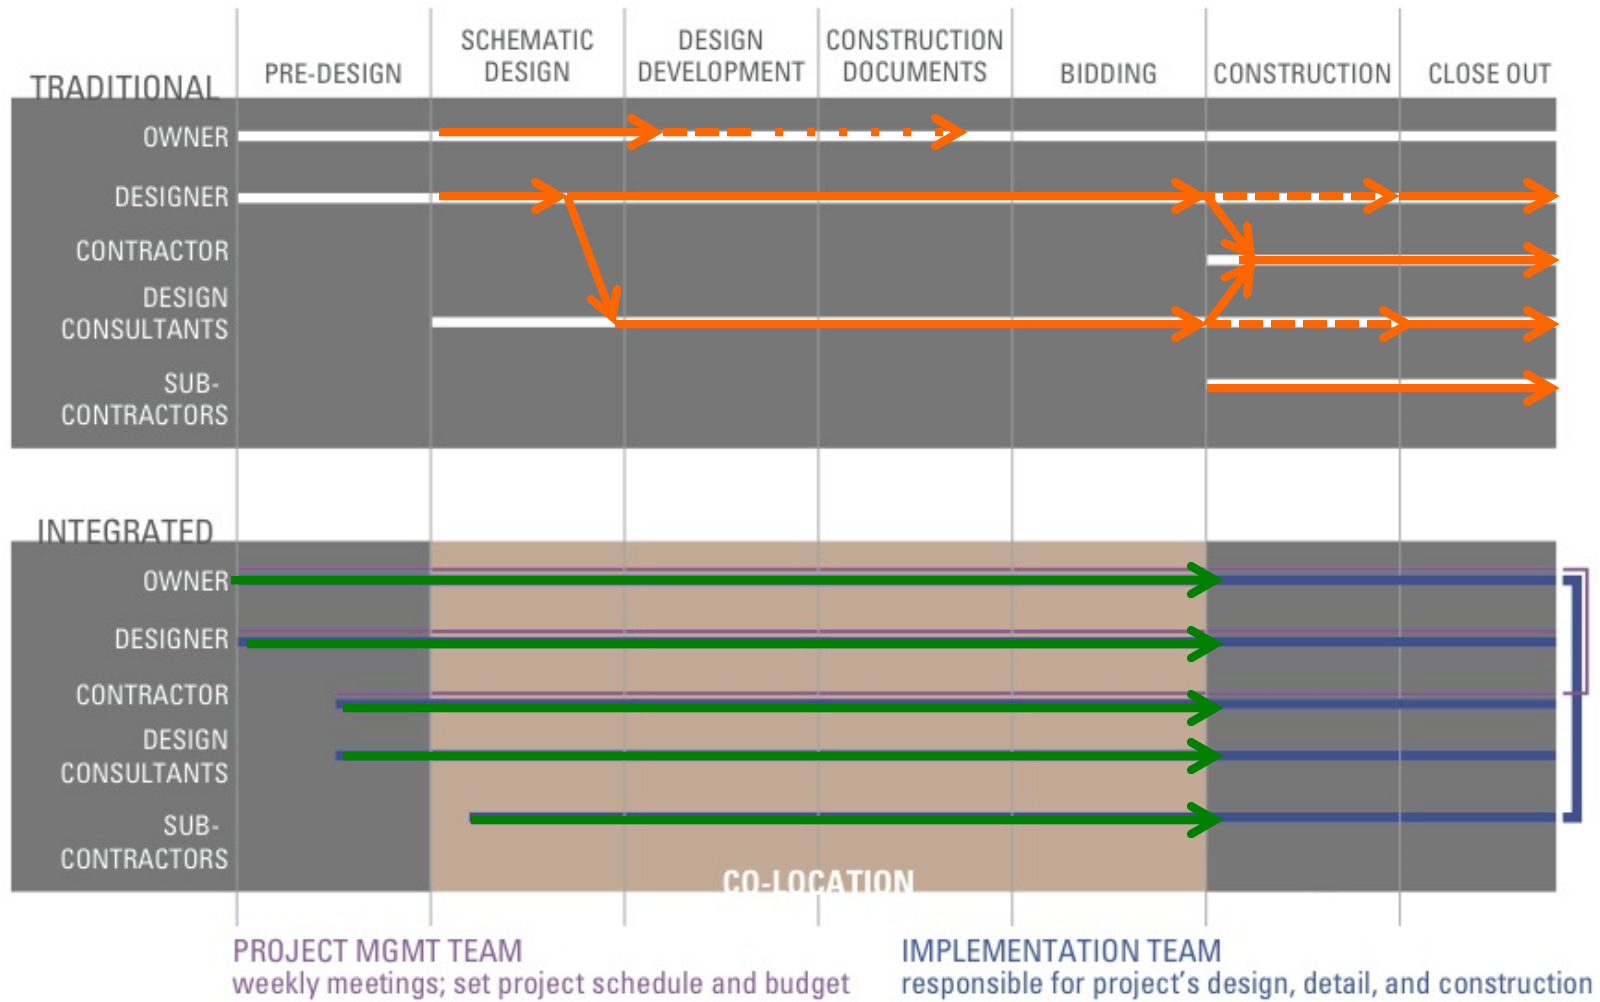 SCHEMATIC DESIGN CONSTRUCTION
PRE-DESIGN DESIGN DEVELOPMENT DOCUMENTS BIDDING CONSTRUCTION CLOSE OUT
TRADITIONAL
OWNER
DESIGNER
CONTRACTOR
DESIGN
CONSULTANTS
SUB-
CONTRACTORS
INTEGRATED
OWNER
DESIGNER
CONTRACTOR
DESIGN
CONSULTANTS
SUB-
CONTRACTORS
CO-LOCATION
PROJECT MGMT TEAM
weekly meetings; set project schedule and budget
IMPLEMENTATION TEAM
responsible for project's design, detail, and construction